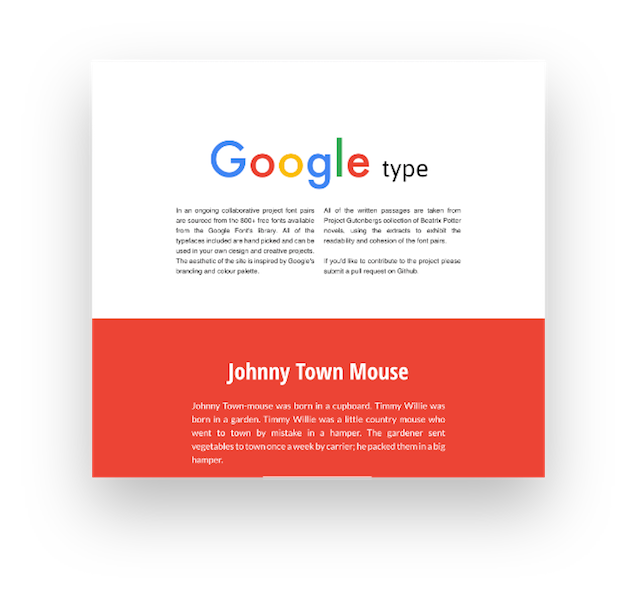 Google type
In an ongoing collaborative project font pairs
are sourced from the 800+ free fonts available
from the Google Font's library. All of the
typefaces included are hand picked and can be
used in your own design and creative projects.
The aesthetic of the site is inspired by Google's
branding and colour palette.
All of the written passages are taken from
Project Gutenbergs collection of Beatrix Potter
novels, using the extracts to exhibit the
readability and cohesion of the font pairs.
If you'd like to contribute to the project please
submit a pull request on Github.
Johnny Town Mouse
Johnny Town-mouse was born in a cupboard. Timmy Willie was
born in a garden. Timmy Willie was a little country mouse who
went to town by mistake in a hamper. The gardener sent
vegetables to town once a week by carrier; he packed them in a big
hamper.